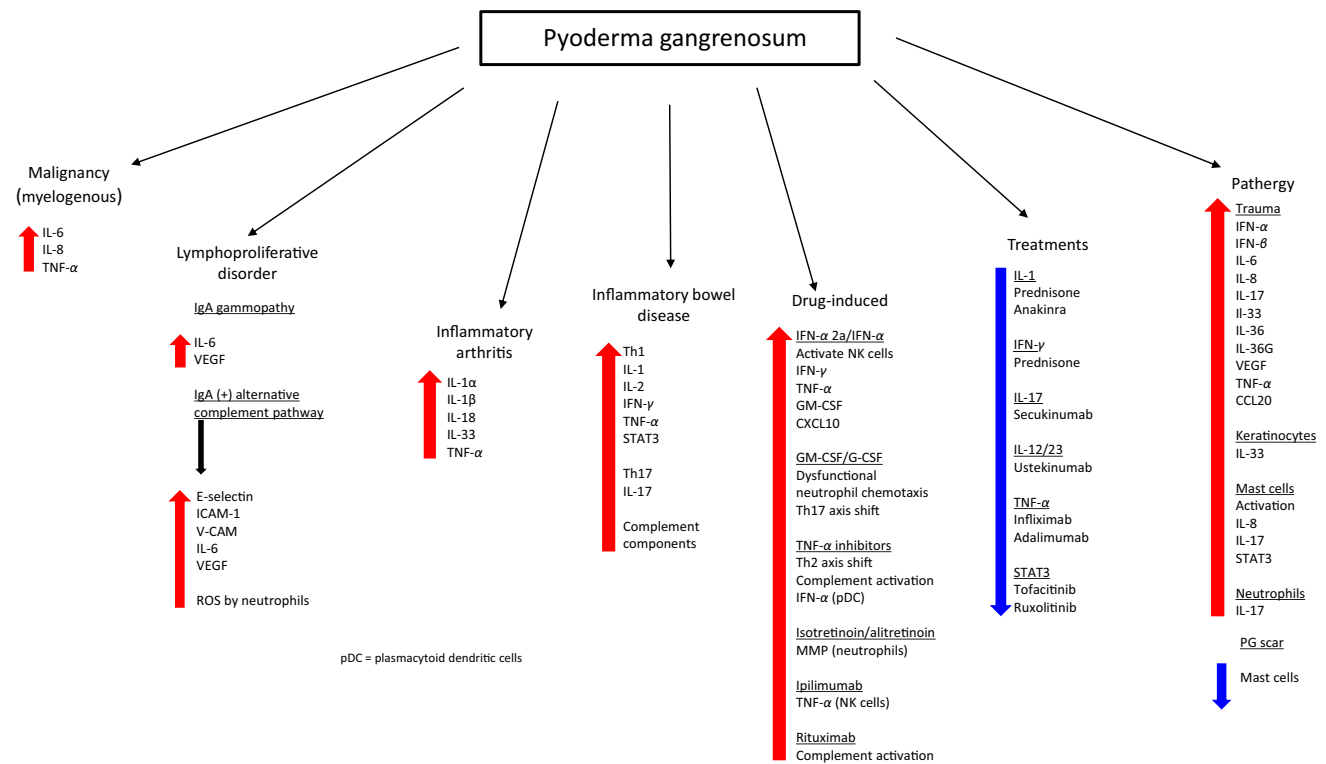 Pyoderma gangrenosum
Malignancy
(myelogenous)
IL-6
IL-8
TNF-α
Lymphoproliferative
disorder
IgA gammopathy
IL-6
VEGF
IgA (+) alternative
complement pathway
E-selectin
ICAM-1
V-CAM
IL-6
VEGF
ROS by neutrophils
Inflammatory
arthritis
IL-1α
IL-1β
IL-18
IL-33
TNF-α
Inflammatory bowel
disease
Th1
IL-1
IL-2
IFN-γ
TNF-α
STAT3
Th17
IL-17
Complement
components
Drug-induced
IFN-α 2a/IFN-α
Activate NK cells
IFN-γ
TNF-α
GM-CSF
CXCL10
GM-CSF/G-CSF
Dysfunctional
neutrophil chemotaxis
Th17 axis shift
TNF-α inhibitors
Th2 axis shift
Complement activation
IFN-α (pDC)
Isotretinoin/alitretinoin
MMP (neutrophils)
Ipilimumab
TNF-α (NK cells)
Rituximab
Complement activation
Treatments
IL-1
Prednisone
Anakinra
IFN-γ
Prednisone
IL-17
Secukinumab
IL-12/23
Ustekinumab
TNF-α
Infliximab
Adalimumab
STAT3
Tofacitinib
Ruxolitinib
Pathergy
Trauma
IFN-α
IFN-β
IL-6
IL-8
IL-17
Il-33
IL-36
IL-36G
VEGF
TNF-α
CCL20
Keratinocytes
IL-33
Mast cells
Activation
IL-8
IL-17
STAT3
Neutrophils
IL-17
PG scar
Mast cells
pDC = plasmacytoid dendritic cells